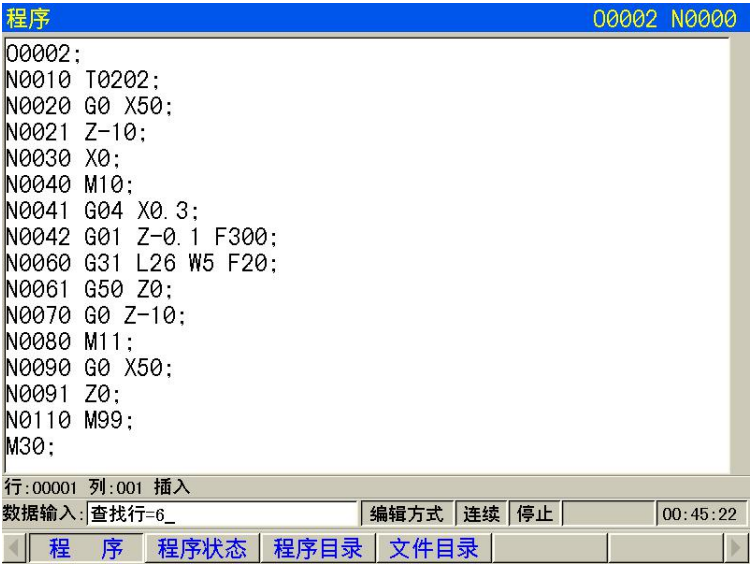 程序 O0002 N0000
O0002;
N0010 T0202;
N0020 G0 X50;
N0021 Z-10;
N0030 X0;
N0040 M10;
N0041 G04 X0.3;
N0042 G01 Z-0.1 F300;
N0060 G31 L26 W5 F20;
N0061 G50 Z0;
N0070 G0 Z-10;
N0080 M11;
N0090 G0 X50;
N0091 Z0;
N0110 M99;
M30;
行:00001 列:001 插入
数据输入: 查找行=6_ 编辑方式 连续 停止 00:45:22
程 序 程序状态 程序目录 文件目录